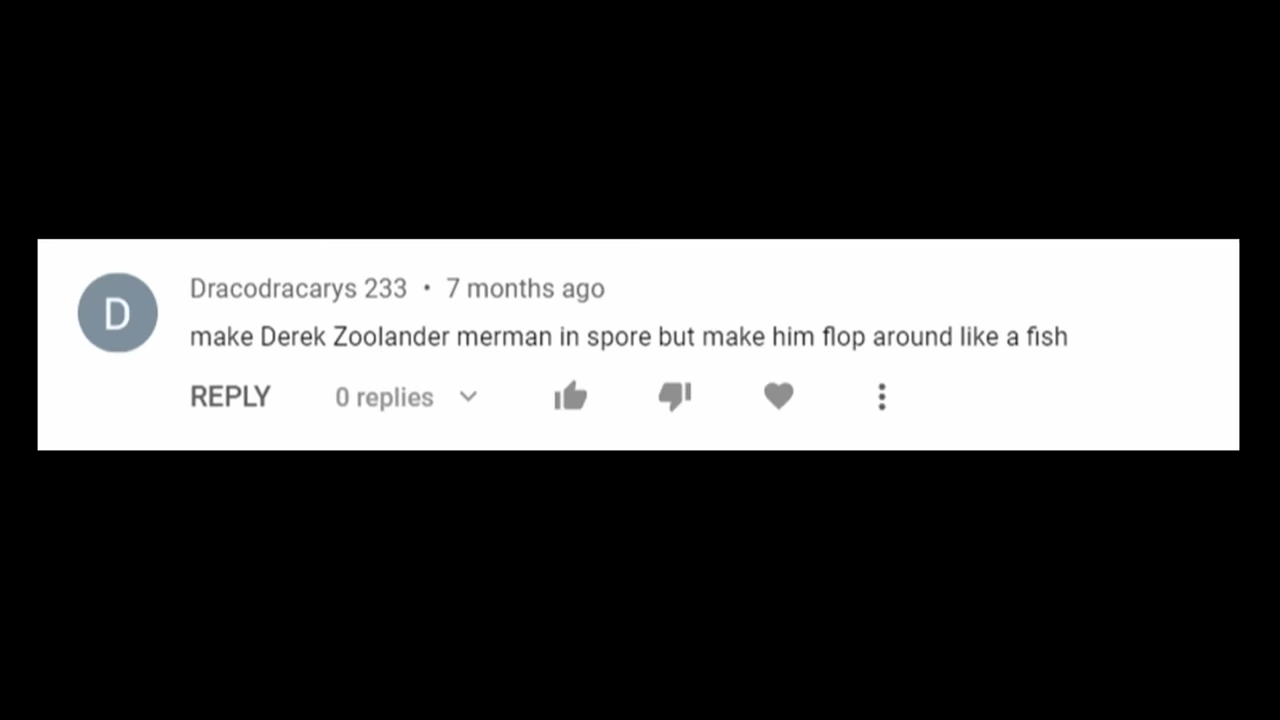 D
Dracodracarys 233 • 7 months ago
make Derek Zoolander merman in spore but make him flop around like a fish
REPLY 0 replies